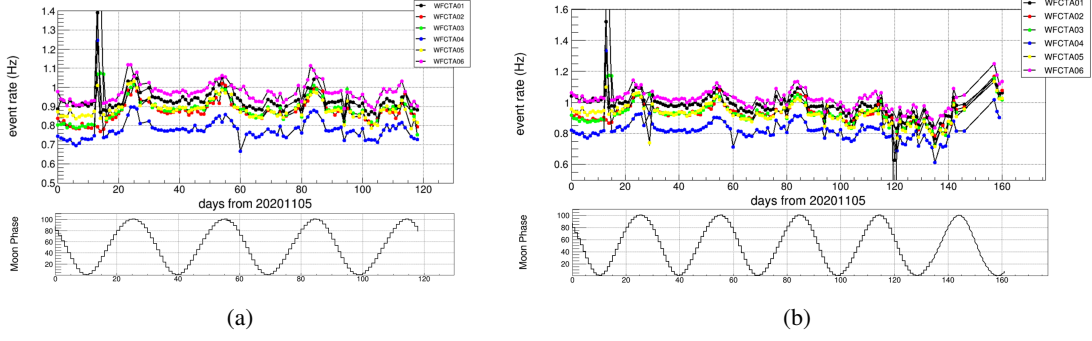 WFCTA01
WFCTA02
WFCTA03
WFCTA04
WFCTA05
WFCTA06
event rate (Hz)
1.4
1.3
1.2
1.1
1
0.9
0.8
0.7
0.6
0.5
0 20 40 60 80 100 120
days from 20201105
Moon Phase
100
80
60
40
20
0 20 40 60 80 100 120
(a)
WFCTA01
WFCTA02
WFCTA03
WFCTA04
WFCTA05
WFCTA06
event rate (Hz)
1.6
1.4
1.2
1
0.8
0.6
0 20 40 60 80 100 120 140 160
days from 20201105
Moon Phase
100
80
60
40
20
0 20 40 60 80 100 120 140 160
(b)